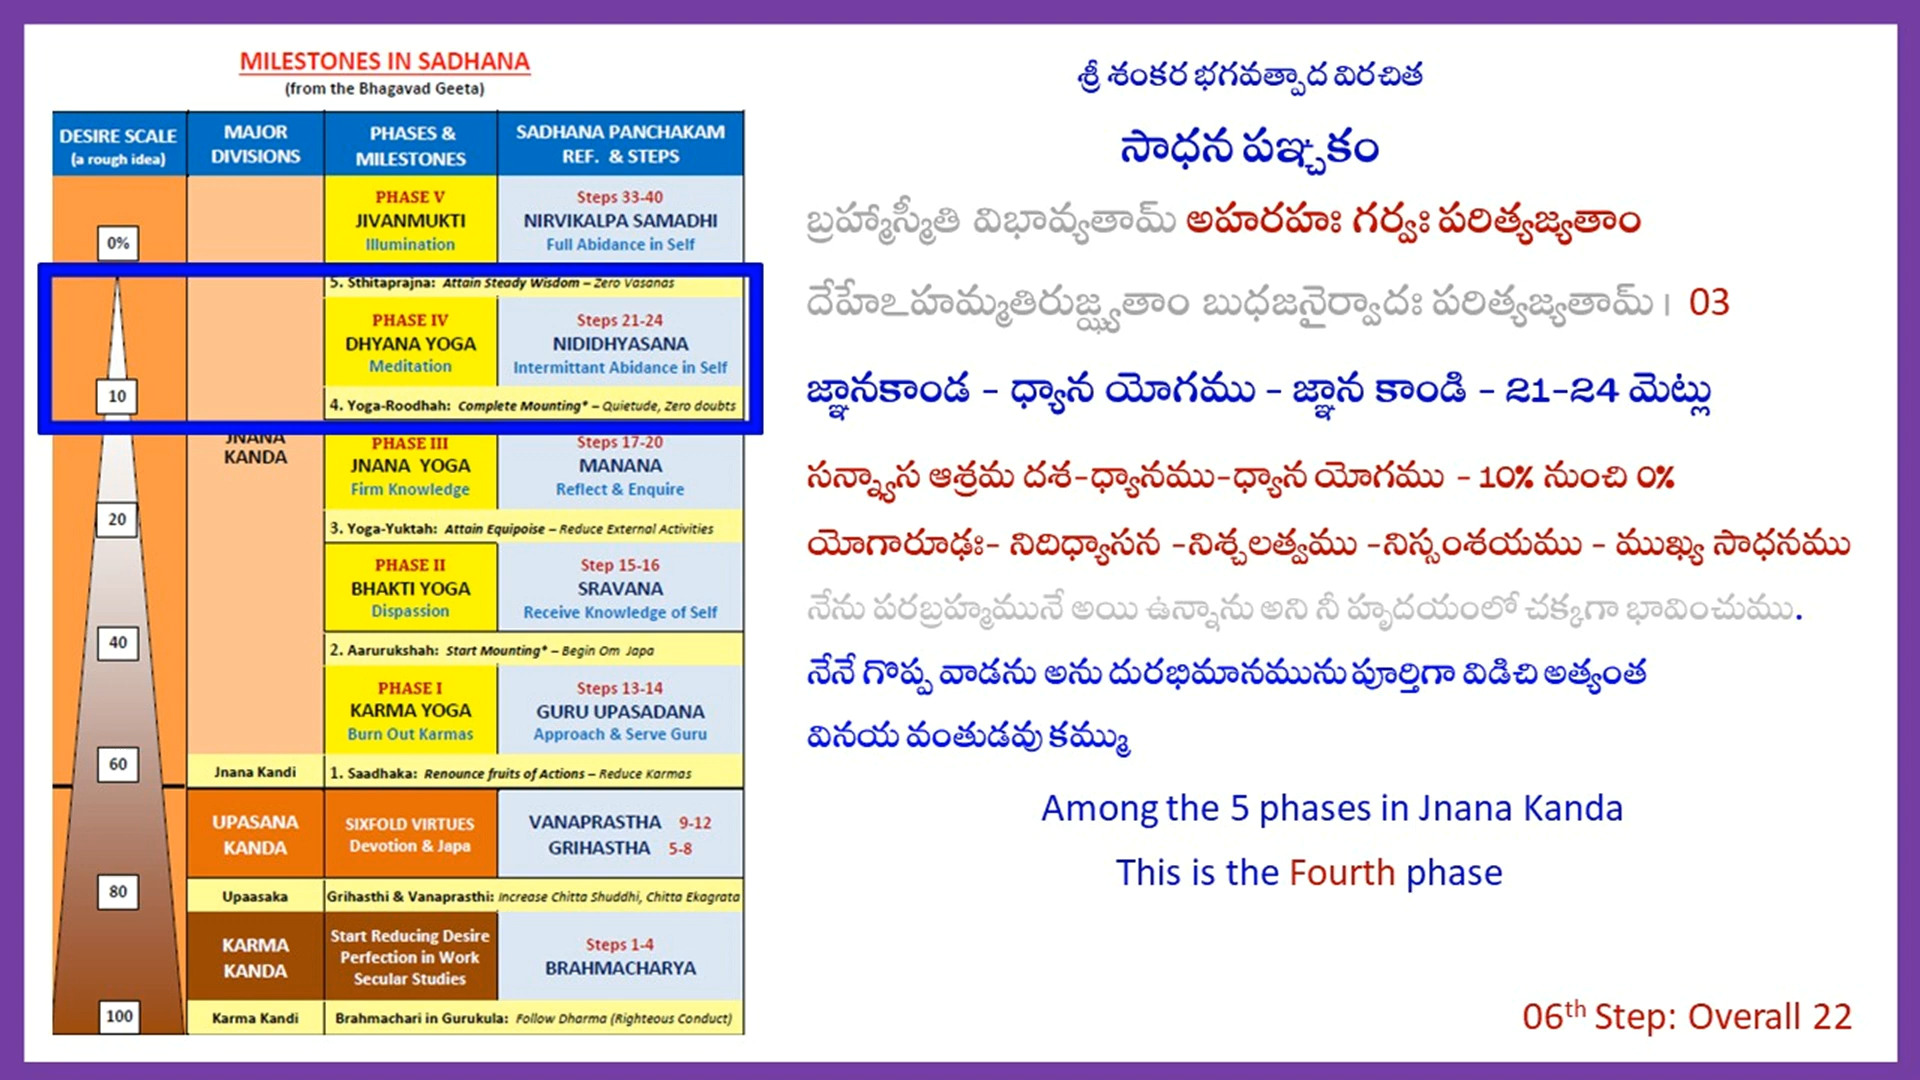 MILESTONES IN SADHANA
(from the Bhagavad Geeta)
DESIRE SCALE
(a rough idea)
MAJOR
DIVISIONS
PHASES &
MILESTONES
SADHANA PANCHAKAM
REF. & STEPS
0%
PHASE V
JIVANMUKTI
Illumination
Steps 33-40
NIRVIKALPA SAMADHI
Full Abidance in Self
5. Sthitaprajna: Attain Steady Wisdom – Zero Vasanas
PHASE IV
DHYANA YOGA
Meditation
Steps 21-24
NIDIDHYASANA
Intermittant Abidance in Self
10
4. Yoga-Roodhah: Complete Mounting* – Quietude, Zero doubts
JNANA
KANDA
PHASE III
JNANA YOGA
Firm Knowledge
Steps 17-20
MANANA
Reflect & Enquire
20
3. Yoga-Yuktah: Attain Equipoise – Reduce External Activities
PHASE II
BHAKTI YOGA
Dispassion
Step 15-16
SRAVANA
Receive Knowledge of Self
40
2. Aarurukshah: Start Mounting* – Begin Om Japa
PHASE I
KARMA YOGA
Burn Out Karmas
Steps 13-14
GURU UPASADANA
Approach & Serve Guru
60
Jnana Kandi
1. Saadhaka: Renounce fruits of Actions – Reduce Karmas
UPASANA
KANDA
SIXFOLD VIRTUES
Devotion & Japa
VANAPRASTHA 9-12
GRIHASTHA 5-8
80
Upaasaka
Grihasthi & Vanaprasthi: Increase Chitta Shuddhi, Chitta Ekagrata
KARMA
KANDA
Start Reducing Desire
Perfection in Work
Secular Studies
Steps 1-4
BRAHMACHARYA
100
Karma Kandi
Brahmachari in Gurukula: Follow Dharma (Righteous Conduct)
శ్రీ శంకర భగవత్పాద విరచిత
సాధన పఞ్చకం
బ్రహ్మాస్మీతి విభావ్యతామ్ అహరహః గర్వః పరిత్యజ్యతాం
దేహేఽహమ్మతిరుజ్ఝ్యతాం బుధజనైర్వాదః పరిత్యజ్యతామ్। 03
జ్ఞానకాండ - ధ్యాన యోగము - జ్ఞాన కాండి - 21-24 మెట్లు
సన్న్యాస ఆశ్రమ దశ-ధ్యానము-ధ్యాన యోగము - 10% నుంచి 0%
యోగారూఢః- నిదిధ్యాసన -నిశ్చలత్వము -నిస్సంశయము - ముఖ్య సాధనము
నేను పరబ్రహ్మమునే అయి ఉన్నాను అని నీ హృదయంలో చక్కగా భావించుము.
నేనే గొప్ప వాడను అను దురభిమానమును పూర్తిగా విడిచి అత్యంత
వినయ వంతుడవు కమ్ము
Among the 5 phases in Jnana Kanda
This is the Fourth phase
06th Step: Overall 22